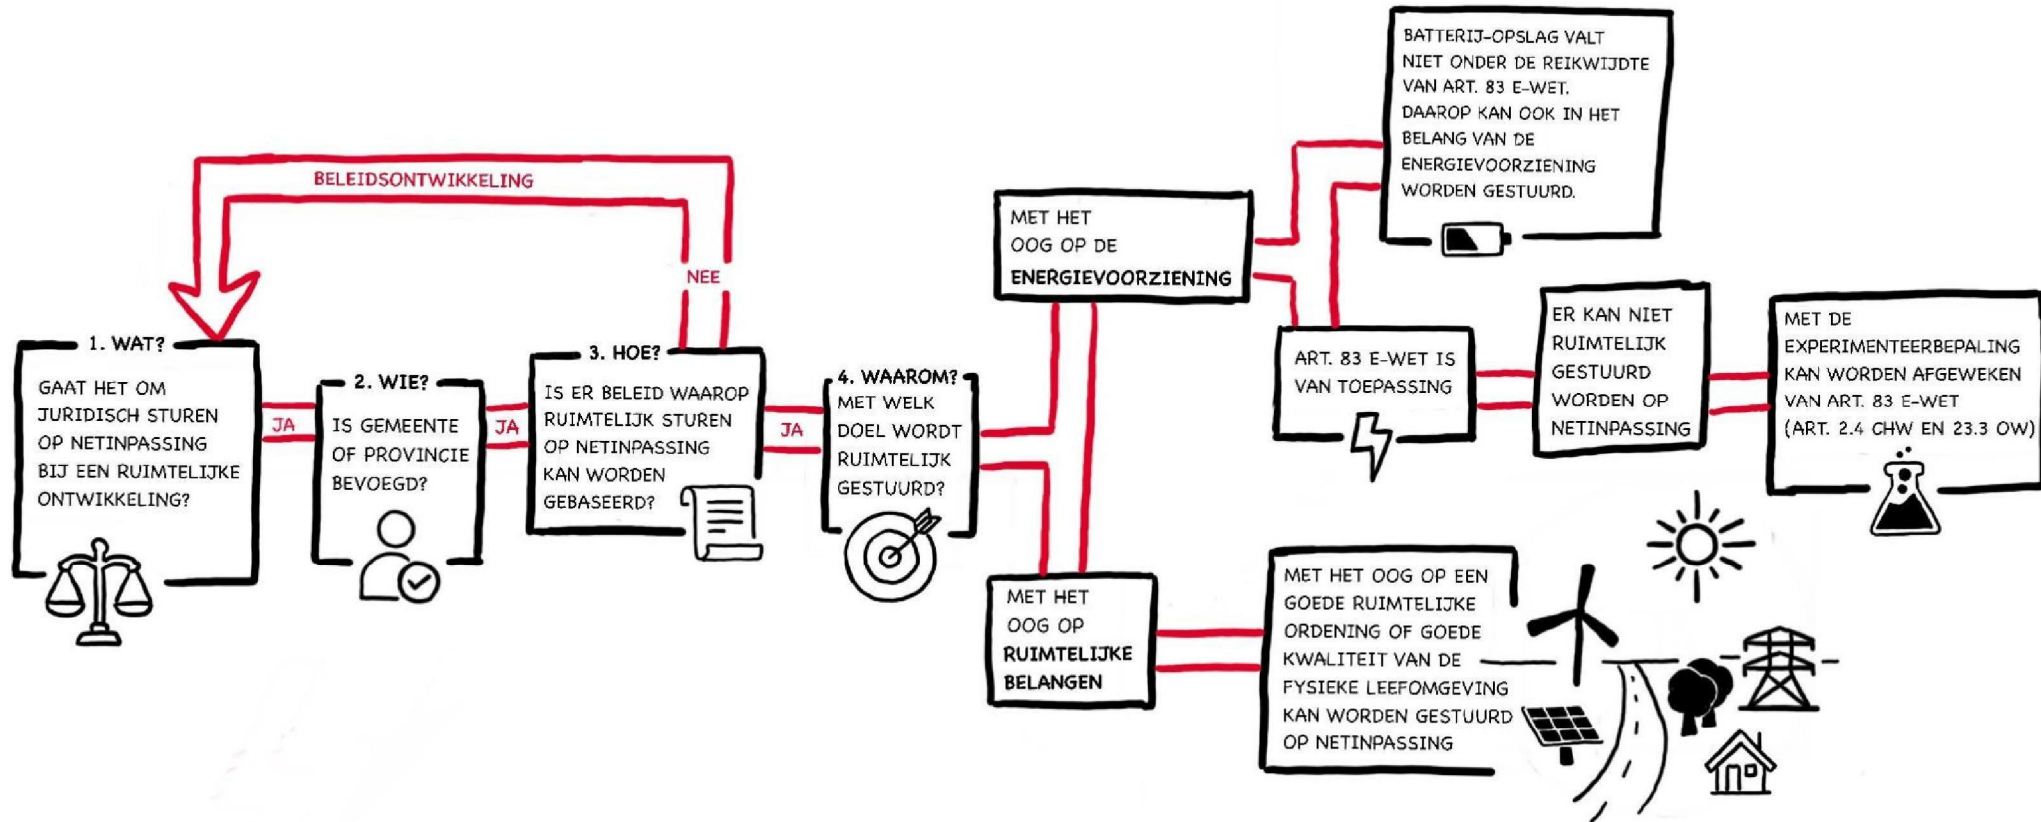 BELEIDSONTWIKKELING
NEE
1. WAT?
GAAT HET OM
JURIDISCH STUREN
OP NETINPASSING
BIJ EEN RUIMTELIJKE
ONTWIKKELING?
JA
2. WIE?
IS GEMEENTE
OF PROVINCIE
BEVOEGD?
JA
3. HOE?
IS ER BELEID WAAROP
RUIMTELIJK STUREN
OP NETINPASSING
KAN WORDEN
GEBASEERD?
JA
4. WAAROM?
MET WELK
DOEL WORDT
RUIMTELIJK
GESTUURD?
MET HET
OOG OP DE
ENERGIEVOORZIENING
BATTERIJ-OPSLAG VALT
NIET ONDER DE REIKWIJDTE
VAN ART. 83 E-WET.
DAAROP KAN OOK IN HET
BELANG VAN DE
ENERGIEVOORZIENING
WORDEN GESTUURD.
ART. 83 E-WET IS
VAN TOEPASSING
ER KAN NIET
RUIMTELIJK
GESTUURD
WORDEN OP
NETINPASSING
MET DE
EXPERIMENTEERBEPALING
KAN WORDEN AFGEWEKEN
VAN ART. 83 E-WET
(ART. 2.4 CHW EN 23.3 OW)
MET HET
OOG OP
RUIMTELIJKE
BELANGEN
MET HET OOG OP EEN
GOEDE RUIMTELIJKE
ORDENING OF GOEDE
KWALITEIT VAN DE
FYSIEKE LEEFOMGEVING
KAN WORDEN GESTUURD
OP NETINPASSING